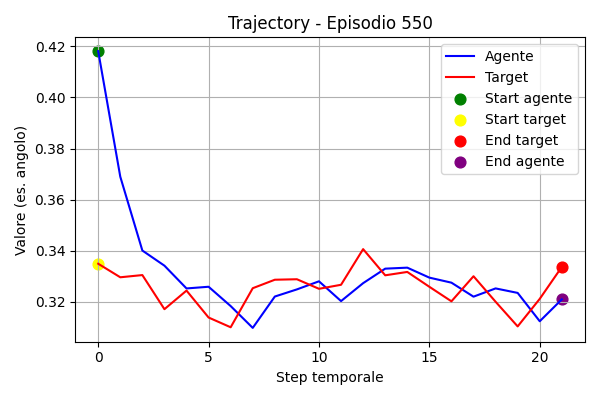 Trajectory - Episodio 550
Valore (es. angolo)
0.42
0.40
0.38
0.36
0.34
0.32
Agente
Target
Start agente
Start target
End target
End agente
0
5
10
15
20
Step temporale